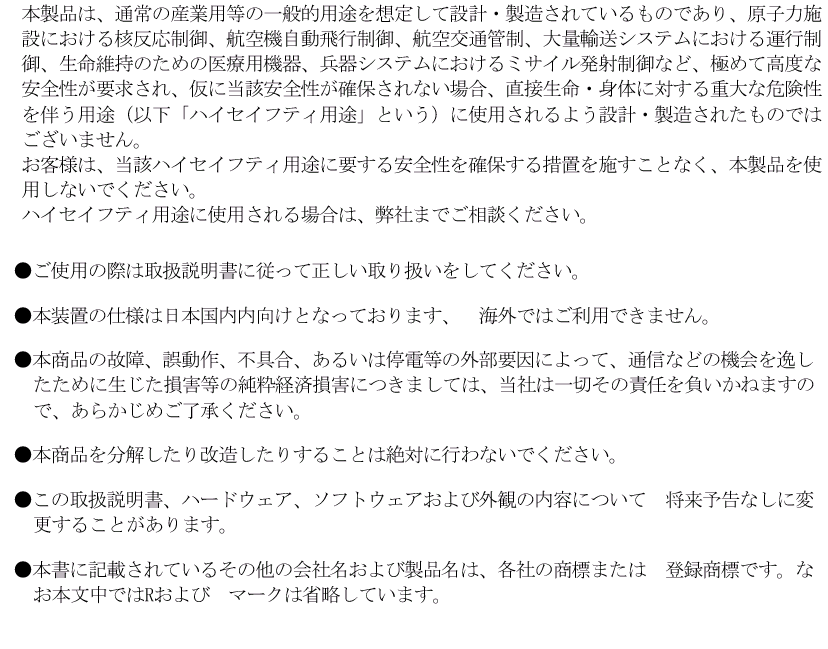 本製品は、通常の産業用等の一般的用途を想定して設計・製造されているものであり、原子力施
設における核反応制御、航空機自動飛行制御、航空交通管制、大量輸送システムにおける運行制
御、生命維持のための医療用機器、兵器システムにおけるミサイル発射制御など、極めて高度な
安全性が要求され、仮に当該安全性が確保されない場合、直接生命・身体に対する重大な危険性
を伴う用途（以下「ハイセイフティ用途」という）に使用されるよう設計・製造されたものでは
ございません。
お客様は、当該ハイセイフティ用途に要する安全性を確保する措置を施すことなく、本製品を使
用しないでください。
ハイセイフティ用途に使用される場合は、弊社までご相談ください。
●ご使用の際は取扱説明書に従って正しい取り扱いをしてください。
●本装置の仕様は日本国内内向けとなっております、　海外ではご利用できません。
●本商品の故障、誤動作、不具合、あるいは停電等の外部要因によって、通信などの機会を逸し
たために生じた損害等の純粋経済損害につきましては、当社は一切その責任を負いかねますの
で、あらかじめご了承ください。
●本商品を分解したり改造したりすることは絶対に行わないでください。
●この取扱説明書、ハードウェア、ソフトウェアおよび外観の内容について　将来予告なしに変
更することがあります。
●本書に記載されているその他の会社名および製品名は、各社の商標または　登録商標です。な
お本文中ではRおよび　マークは省略しています。